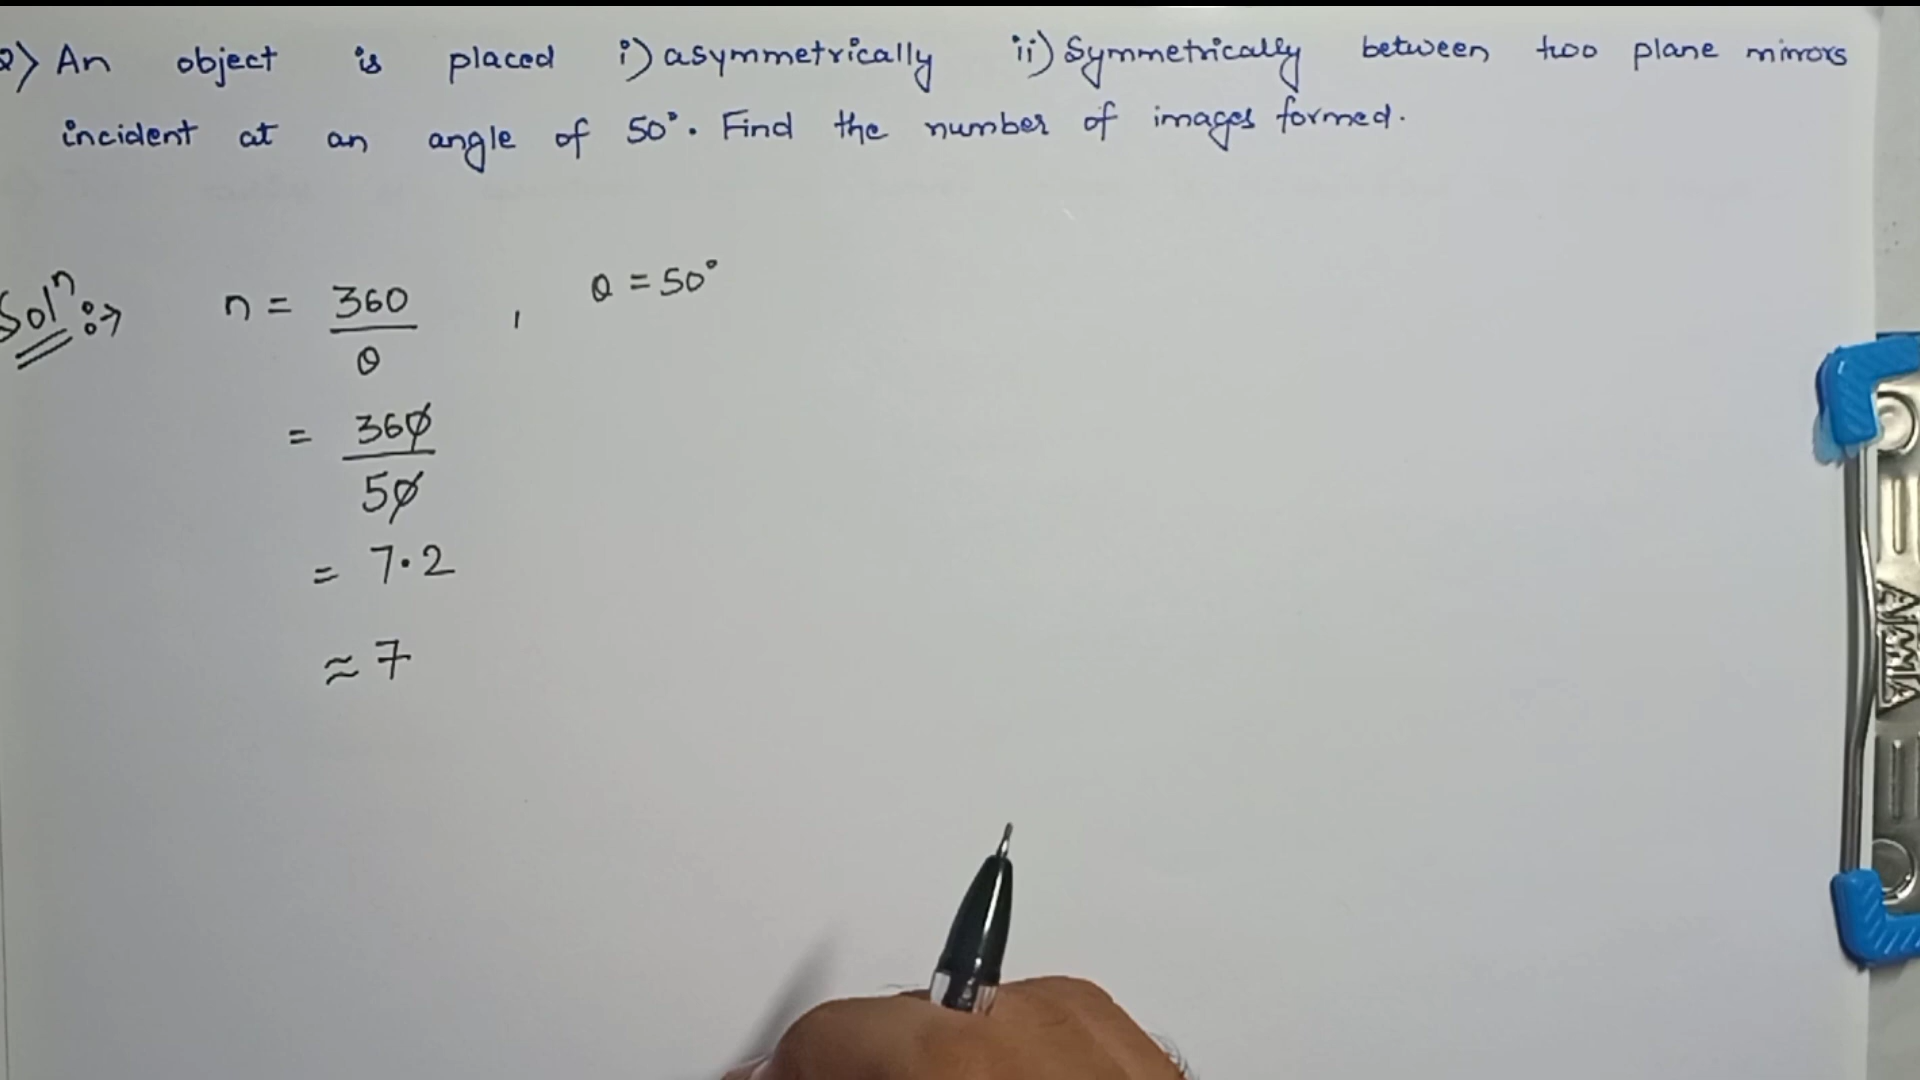 2) An object is placed i) asymmetrically ii) Symmetrically between two plane mirrors
incident at an angle of 50°. Find the number of images formed.
Solⁿ :→ n = 360/θ , θ = 50°
= 360/50
= 7.2
≈ 7